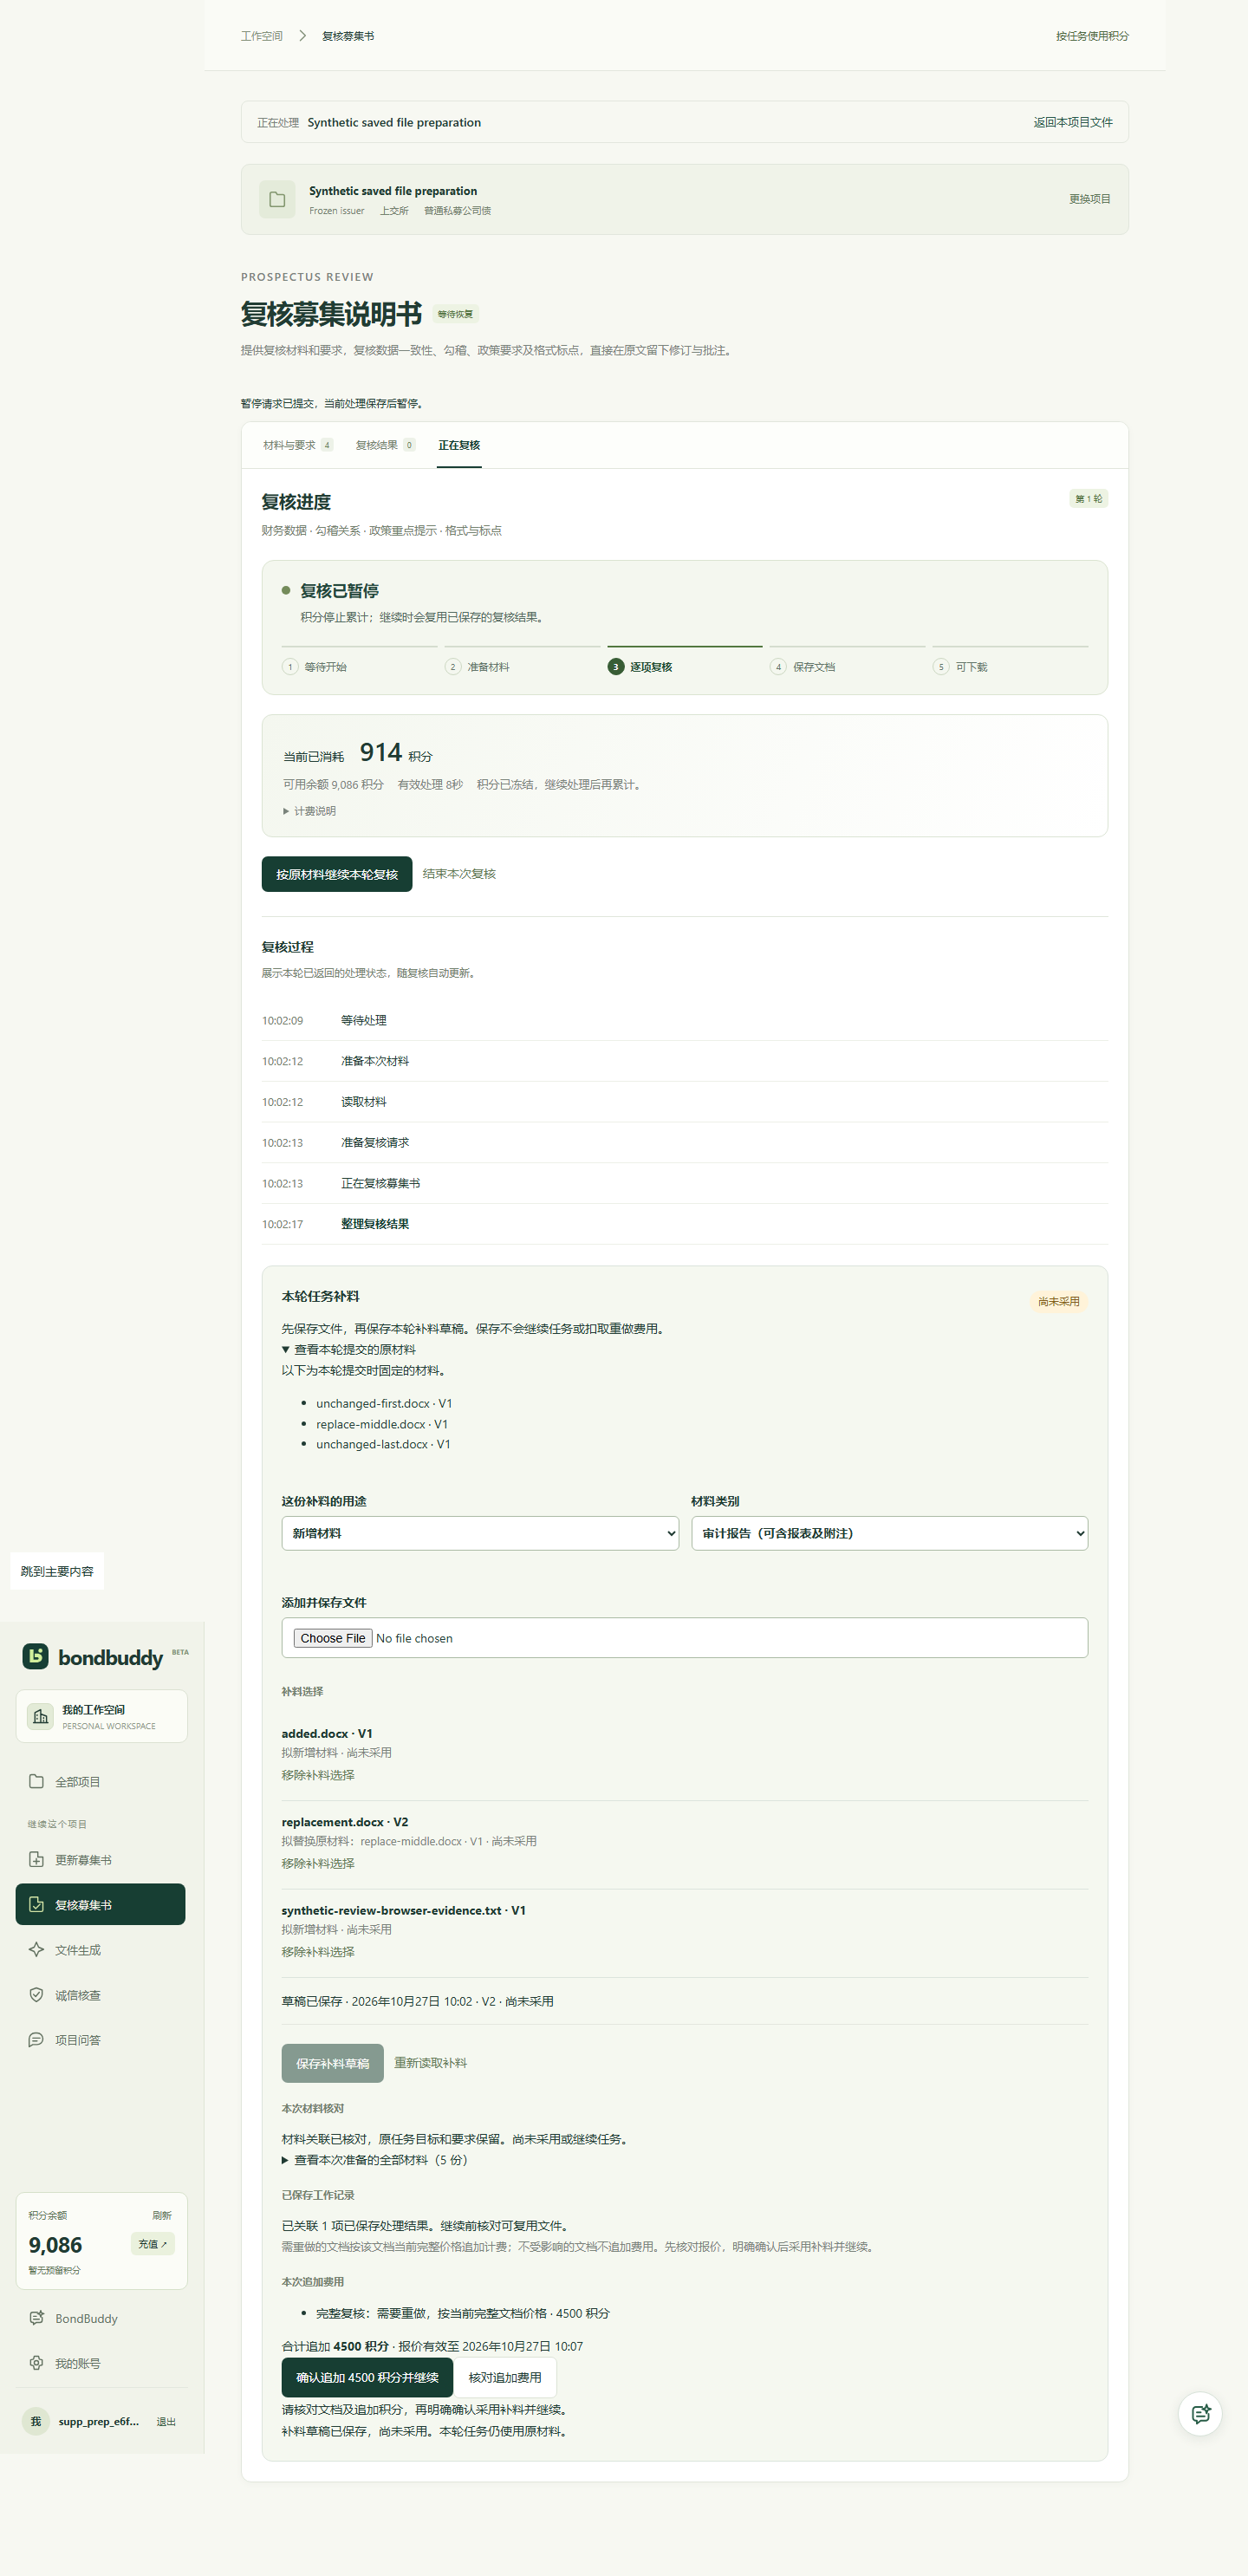 工作空间 > 复核募集书
按任务使用积分
正在处理 Synthetic saved file preparation
返回本项目文件
Synthetic saved file preparation
Frozen issuer 上交所 普通私募公司债
更换项目
PROSPECTUS REVIEW
复核募集说明书 等待恢复
提供复核材料和要求，复核数据一致性、勾稽、政策要求及格式标点，直接在原文留下修订与批注。
暂停请求已提交，当前处理保存后暂停。
材料与要求 4 复核结果 0 正在复核
复核进度
第 1 轮
财务数据 · 勾稽关系 · 政策重点提示 · 格式与标点
复核已暂停
积分停止累计；继续时会复用已保存的复核结果。
1 等待开始 2 准备材料 3 逐项复核 4 保存文档 5 可下载
当前已消耗 914 积分
可用余额 9,086 积分 有效处理 8秒 积分已冻结，继续处理后再累计。
计费说明
按原材料继续本轮复核 结束本次复核
复核过程
展示本轮已返回的处理状态，随复核自动更新。
10:02:09 等待处理
10:02:12 准备本次材料
10:02:12 读取材料
10:02:13 准备复核请求
10:02:13 正在复核募集书
10:02:17 整理复核结果
本轮任务补料
尚未采用
先保存文件，再保存本轮补料草稿。保存不会继续任务或扣取重做费用。
查看本轮提交的原材料
以下为本轮提交时固定的材料。
unchanged-first.docx · V1
replace-middle.docx · V1
unchanged-last.docx · V1
这份补料的用途 材料类别
新增材料 审计报告（可含报表及附注）
添加并保存文件
Choose File No file chosen
补料选择
added.docx · V1
拟新增材料 · 尚未采用
移除补料选择
replacement.docx · V2
拟替换原材料：replace-middle.docx · V1 · 尚未采用
移除补料选择
synthetic-review-browser-evidence.txt · V1
拟新增材料 · 尚未采用
移除补料选择
草稿已保存 · 2026年10月27日 10:02 · V2 · 尚未采用
保存补料草稿 重新读取补料
本次材料核对
材料关联已核对，原任务目标和要求保留。尚未采用或继续任务。
查看本次准备的全部材料（5 份）
已保存工作记录
已关联 1 项已保存处理结果。继续前核对可复用文件。
需重做的文档按该文档当前完整价格追加计费；不受影响的文档不追加费用。先核对报价，明确确认后采用补料并继续。
本次追加费用
完整复核：需要重做，按当前完整文档价格 · 4500 积分
合计追加 4500 积分 · 报价有效至 2026年10月27日 10:07
确认追加 4500 积分并继续 核对追加费用
请核对文档及追加积分，再明确确认采用补料并继续。
补料草稿已保存，尚未采用。本轮任务仍使用原材料。
跳到主要内容
bondbuddy BETA
我的工作空间
PERSONAL WORKSPACE
全部项目
继续这个项目
更新募集书
复核募集书
文件生成
诚信核查
项目问答
积分余额 刷新
9,086 充值 ↗
暂无预留积分
BondBuddy
我的账号
我 supp_prep_e6f... 退出